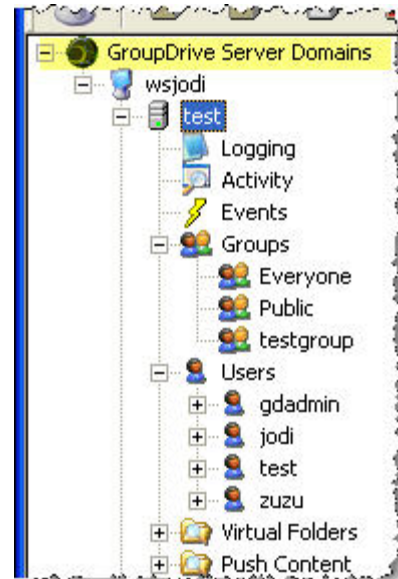 GroupDrive Server Domains
wsjodi
test
Logging
Activity
Events
Groups
Everyone
Public
testgroup
Users
gdadmin
jodi
test
zuzu
Virtual Folders
Push Content